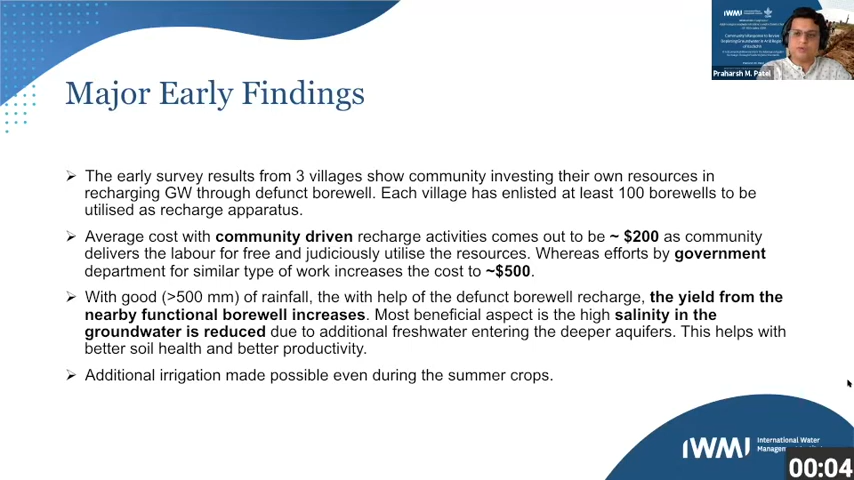 IWMI
Praharsh M. Patel
Major Early Findings
➢ The early survey results from 3 villages show community investing their own resources in
recharging GW through defunct borewell. Each village has enlisted at least 100 borewells to be
utilised as recharge apparatus.
➢ Average cost with community driven recharge activities comes out to be ~ $200 as community
delivers the labour for free and judiciously utilise the resources. Whereas efforts by government
department for similar type of work increases the cost to ~$500.
➢ With good (>500 mm) of rainfall, the with help of the defunct borewell recharge, the yield from the
nearby functional borewell increases. Most beneficial aspect is the high salinity in the
groundwater is reduced due to additional freshwater entering the deeper aquifers. This helps with
better soil health and better productivity.
➢ Additional irrigation made possible even during the summer crops.
IWMI
International Water
00:04